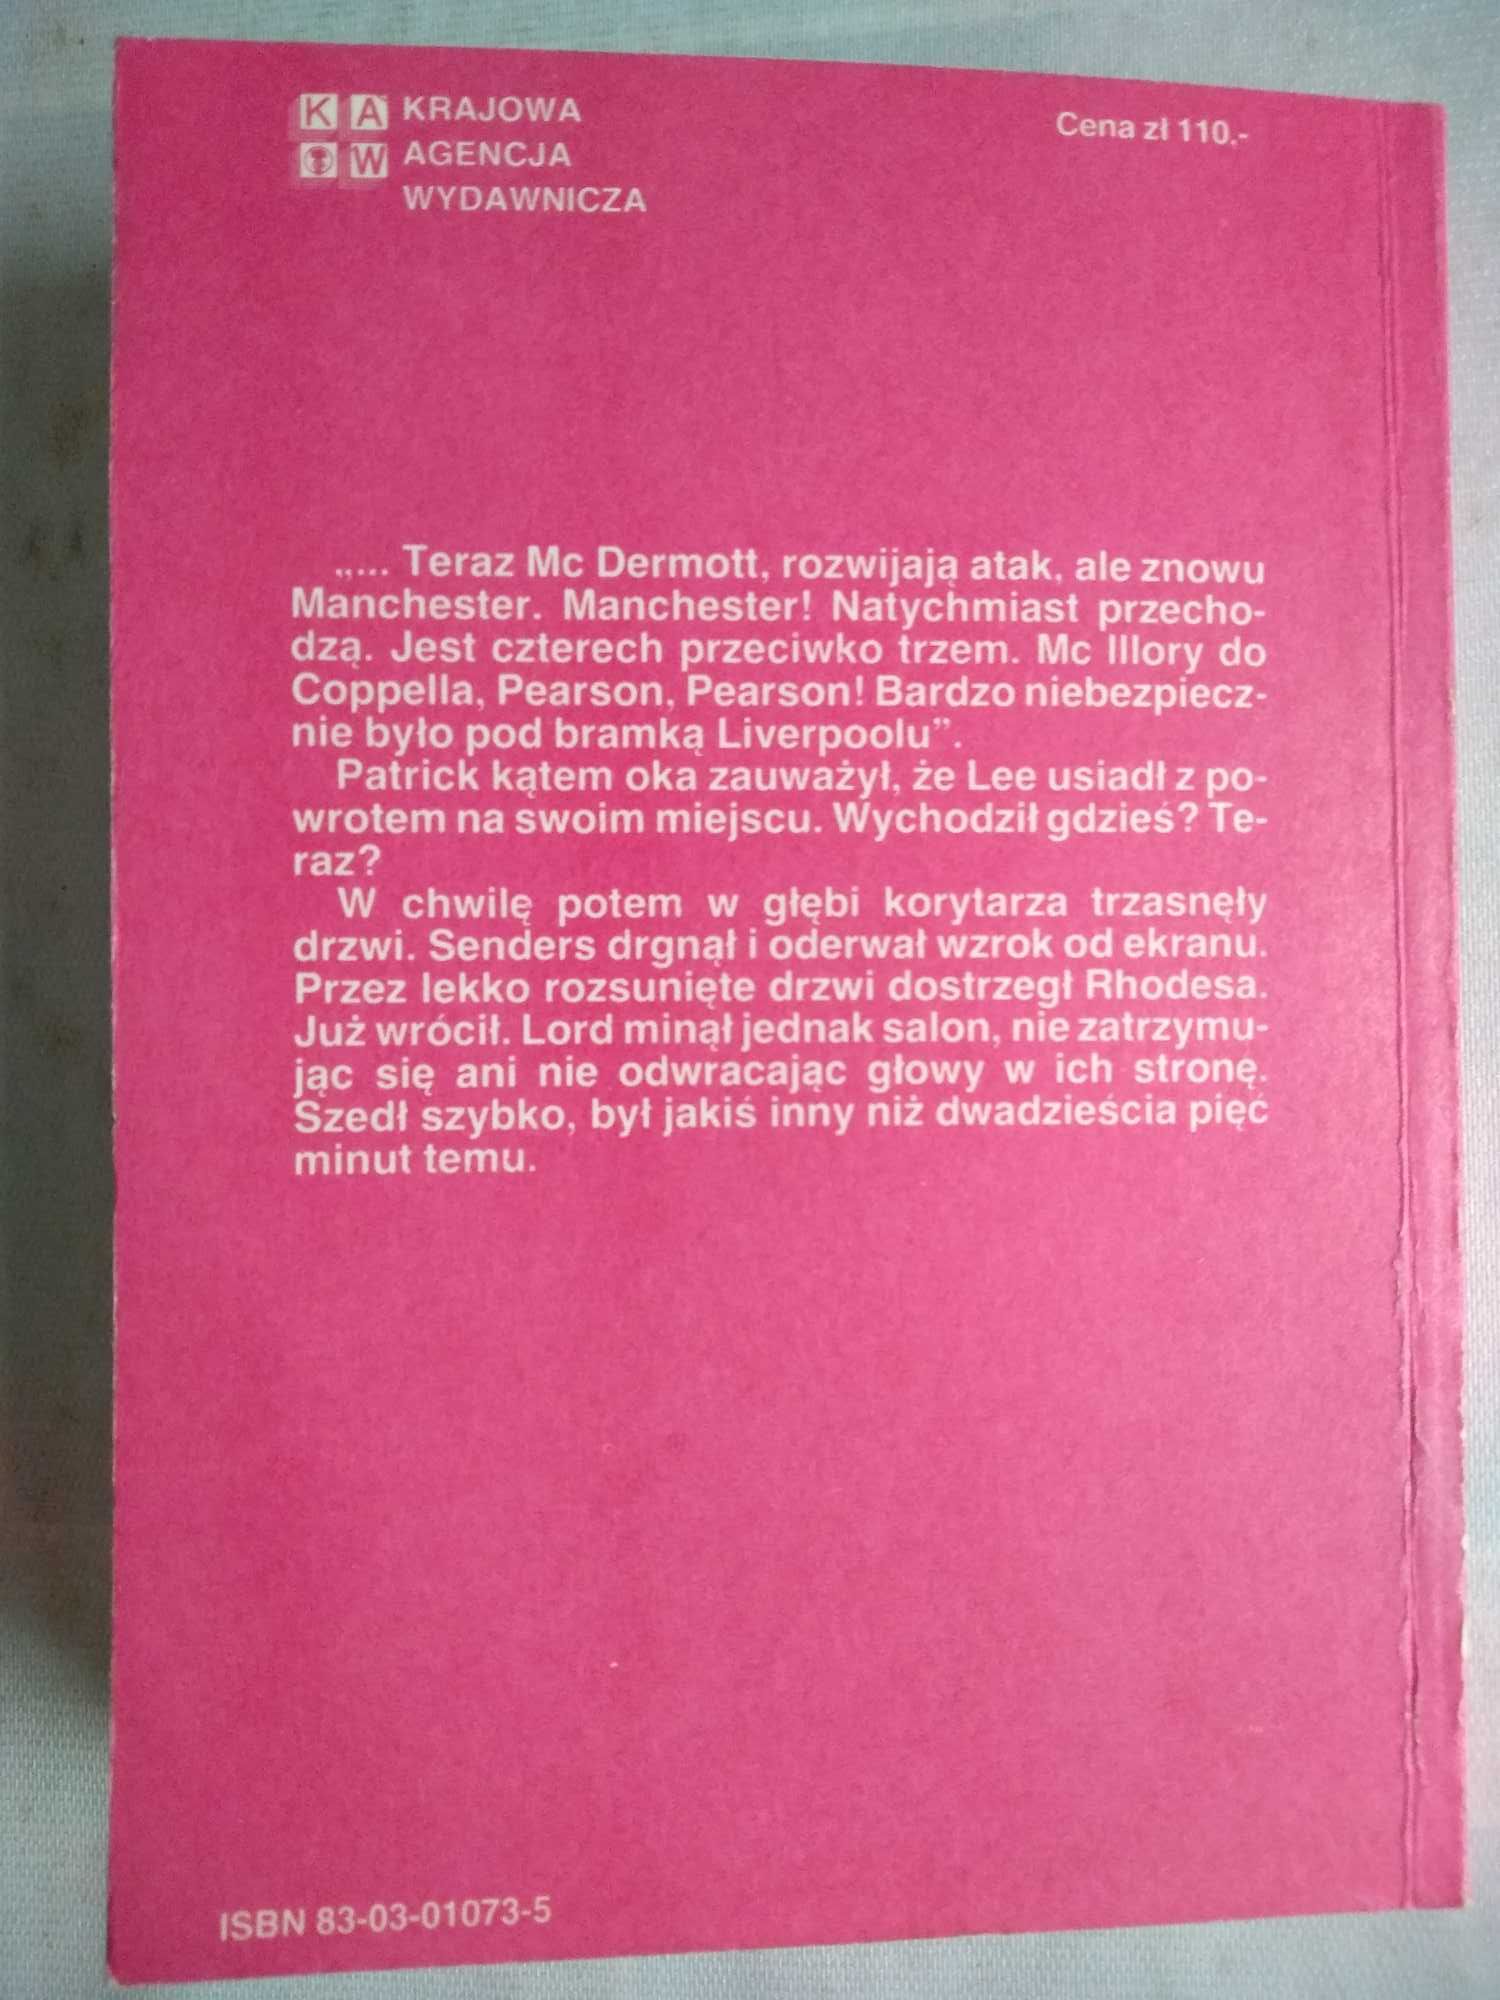 K A
W
KRAJOWA
AGENCJA
WYDAWNICZA
Cena zł 110.-
„... Teraz Mc Dermott, rozwijają atak, ale znowu
Manchester. Manchester! Natychmiast przecho-
dzą. Jest czterech przeciwko trzem. Mc Illory do
Coppella, Pearson, Pearson! Bardzo niebezpiecz-
nie było pod bramką Liverpoolu”.
Patrick kątem oka zauważył, że Lee usiadł z po-
wrotem na swoim miejscu. Wychodził gdzieś? Te-
raz?
W chwilę potem w głębi korytarza trzasnęły
drzwi. Senders drgnął i oderwał wzrok od ekranu.
Przez lekko rozsunięte drzwi dostrzegł Rhodesa.
Już wrócił. Lord minął jednak salon, nie zatrzymu-
jąc się ani nie odwracając głowy w ich stronę.
Szedł szybko, był jakiś inny niż dwadzieścia pięć
minut temu.
ISBN 83-03-01073-5